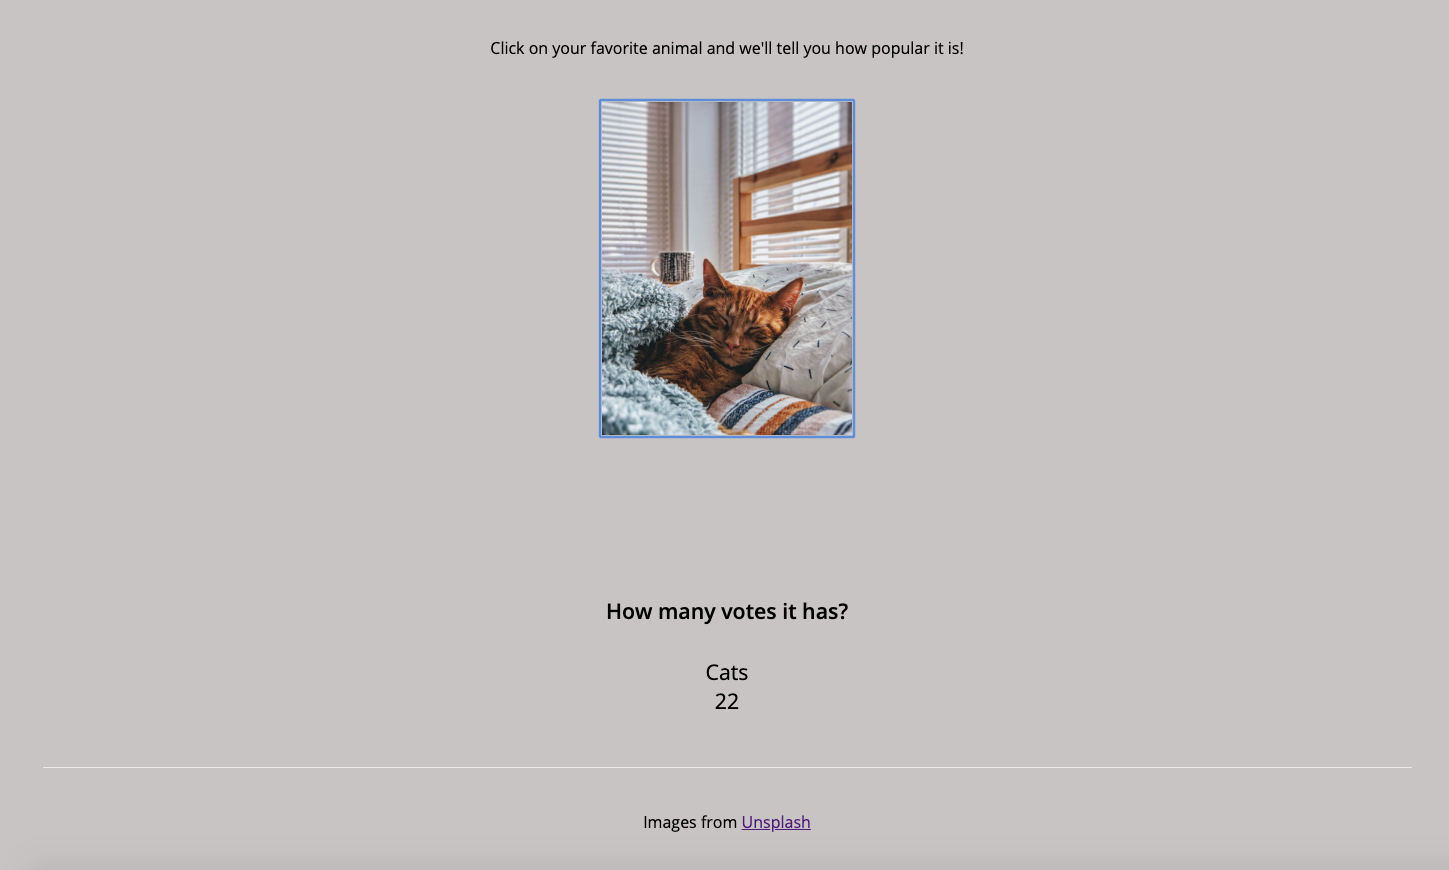 Click on your favorite animal and we'll tell you how popular it is!
How many votes it has?
Cats
22
Images from Unsplash